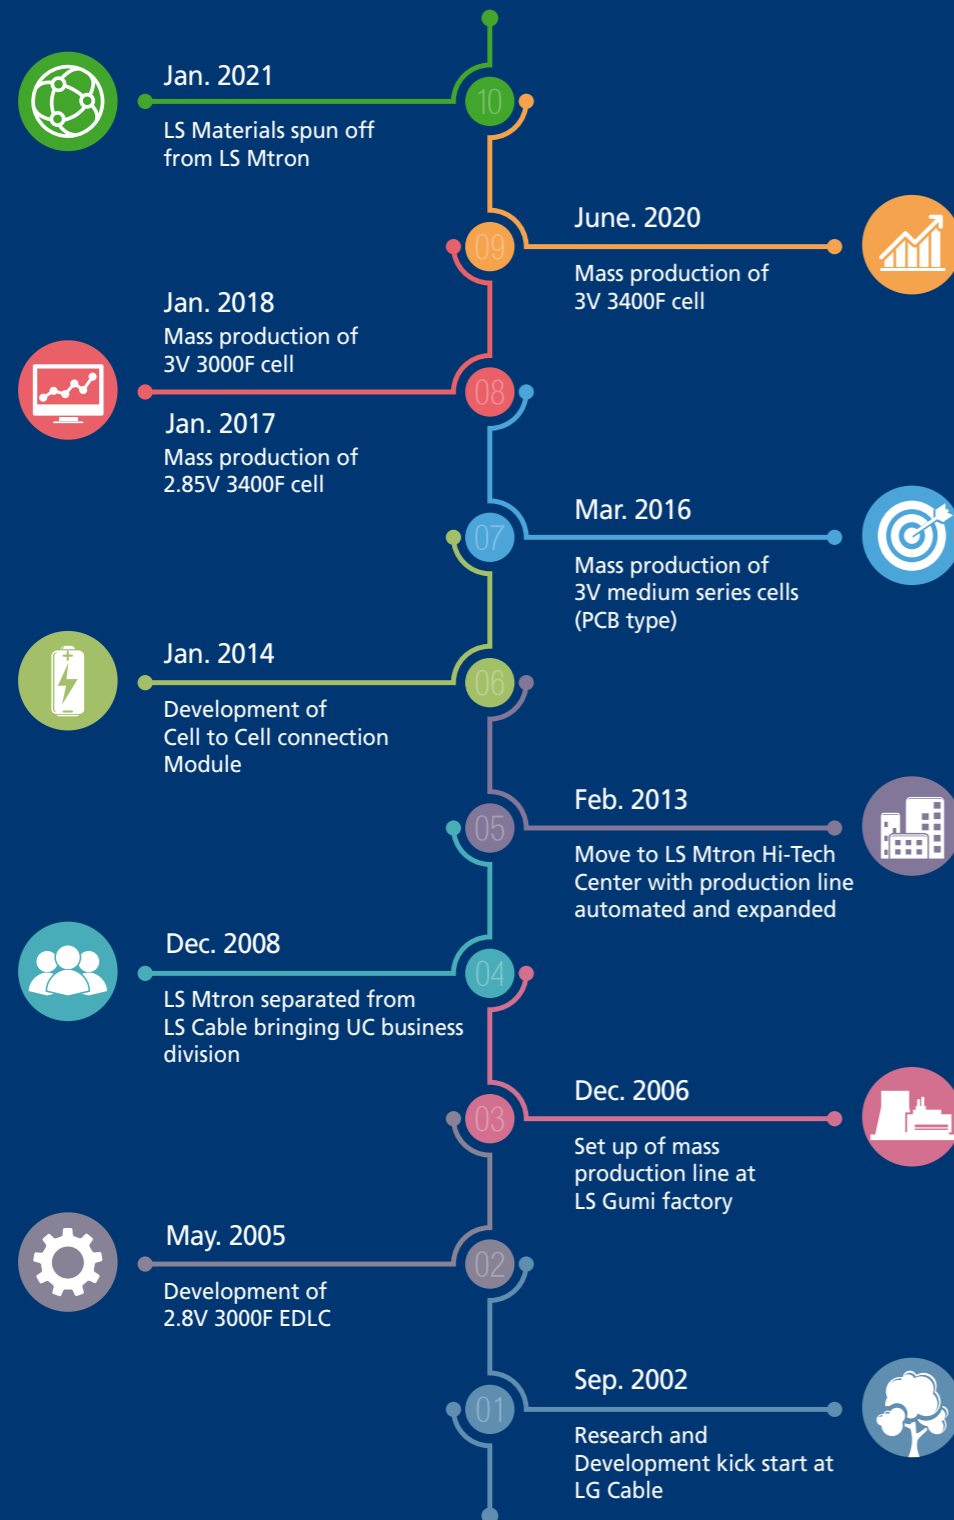 Jan. 2021
10
LS Materials spun off
from LS Mtron
June. 2020
09
Mass production of
3V 3400F cell
Jan. 2018
Mass production of
3V 3000F cell
08
Jan. 2017
Mass production of
2.85V 3400F cell
Mar. 2016
07
Mass production of
3V medium series cells
(PCB type)
Jan. 2014
06
Development of
Cell to Cell connection
Module
Feb. 2013
05
Move to LS Mtron Hi-Tech
Center with production line
automated and expanded
Dec. 2008
04
LS Mtron separated from
LS Cable bringing UC business
division
Dec. 2006
03
Set up of mass
production line at
LS Gumi factory
May. 2005
02
Development of
2.8V 3000F EDLC
Sep. 2002
01
Research and
Development kick start at
LG Cable